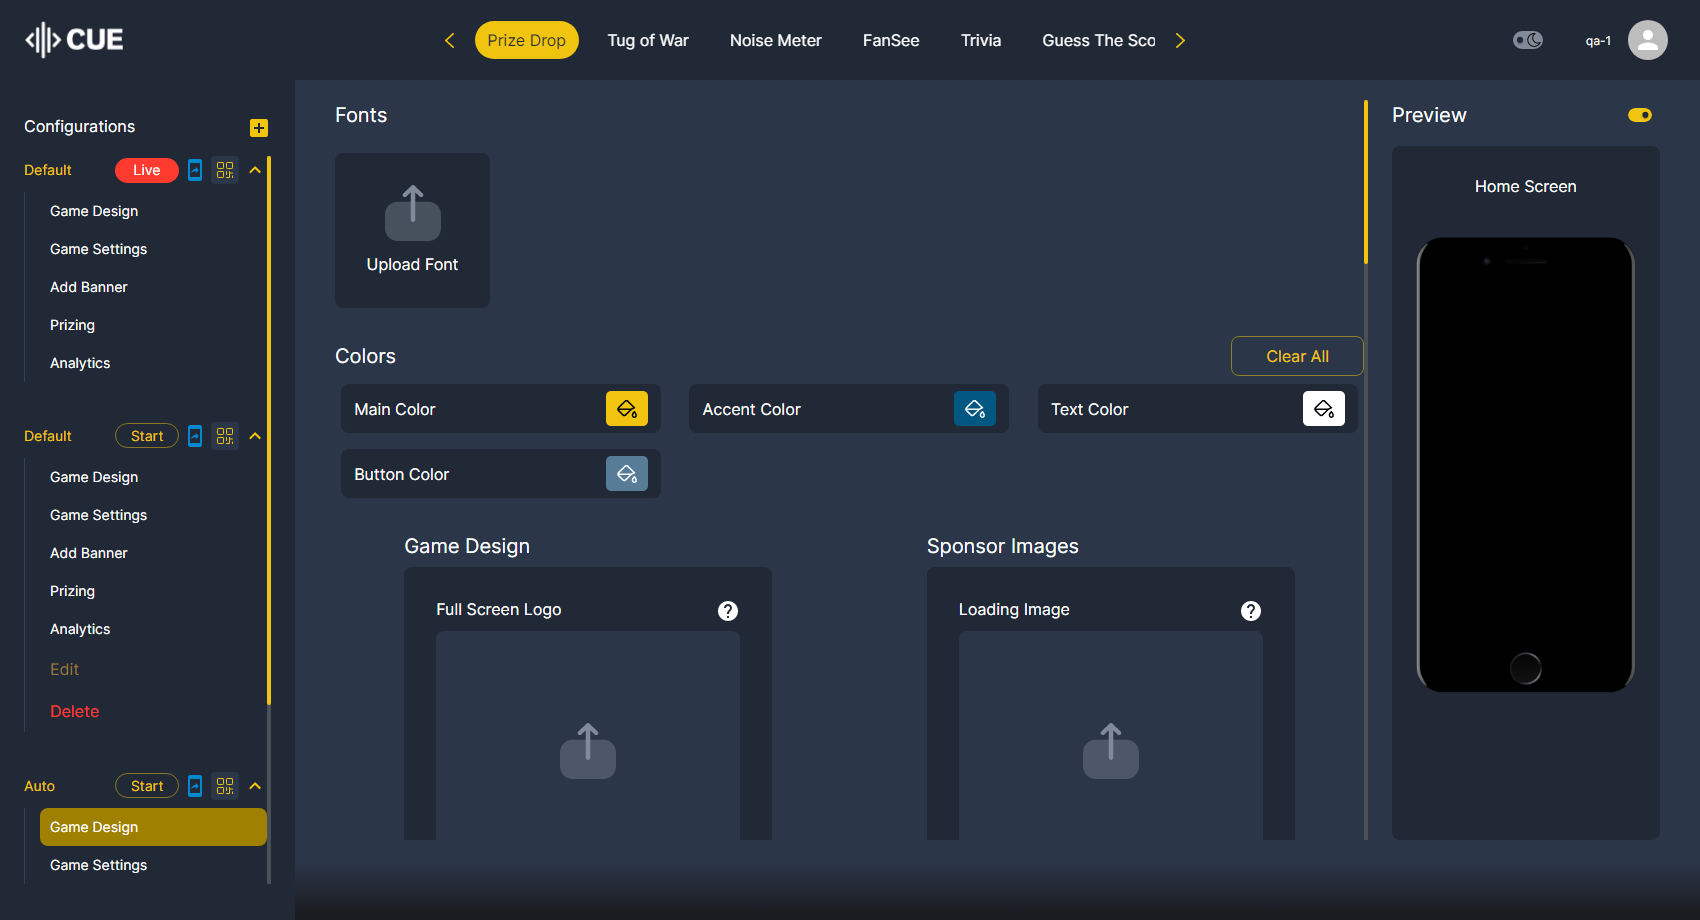 CUE
Prize Drop
Tug of War
Noise Meter
FanSee
Trivia
Guess The Sco
qa-1
Configurations
Default
Live
Game Design
Game Settings
Add Banner
Prizing
Analytics
Default
Start
Game Design
Game Settings
Add Banner
Prizing
Analytics
Edit
Delete
Auto
Start
Game Design
Game Settings
Fonts
Upload Font
Colors
Clear All
Main Color
Accent Color
Text Color
Button Color
Game Design
Full Screen Logo
?
Sponsor Images
Loading Image
?
Preview
Home Screen